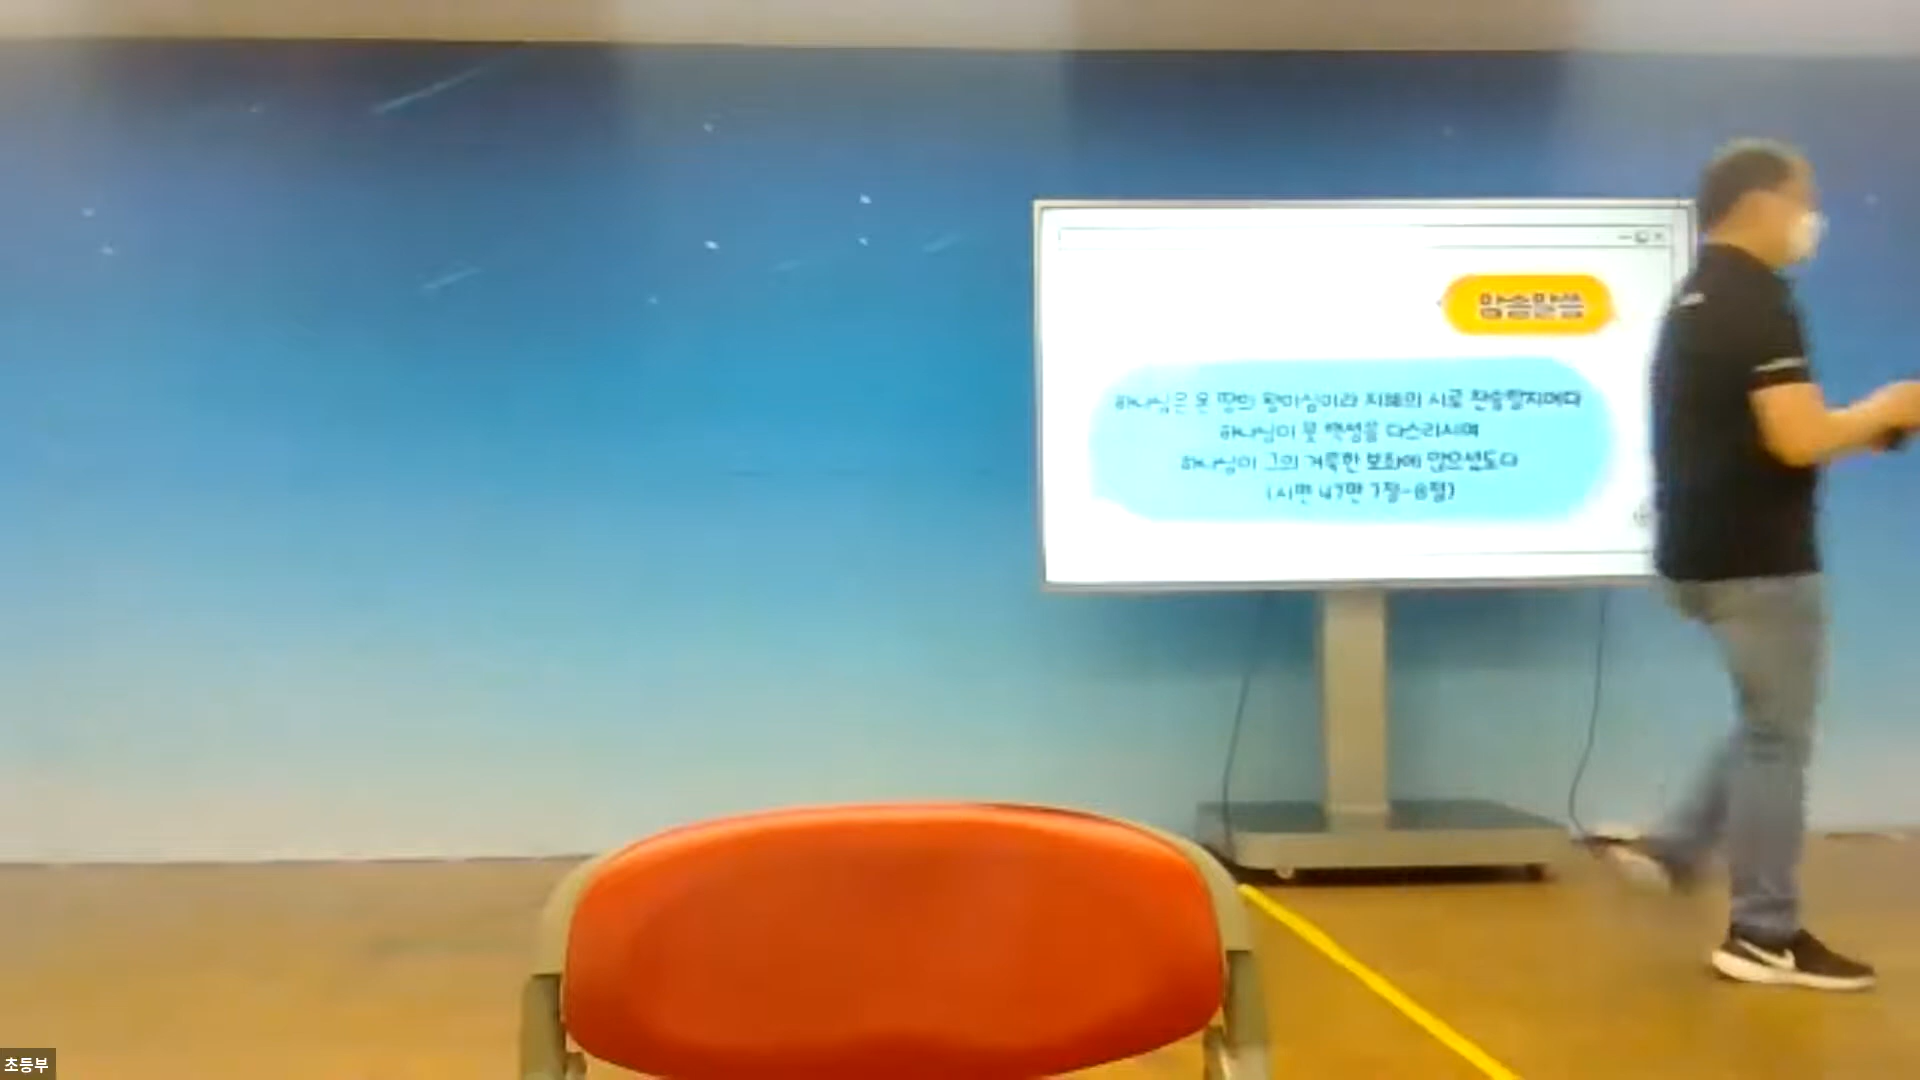 암송말씀
하나님은 온 땅의 왕이심이라 지혜의 시로 찬송할지어다
하나님이 뭇 백성을 다스리시며
하나님이 그의 거룩한 보좌에 앉으셨도다
(시편 47편 7절-8절)
초등부